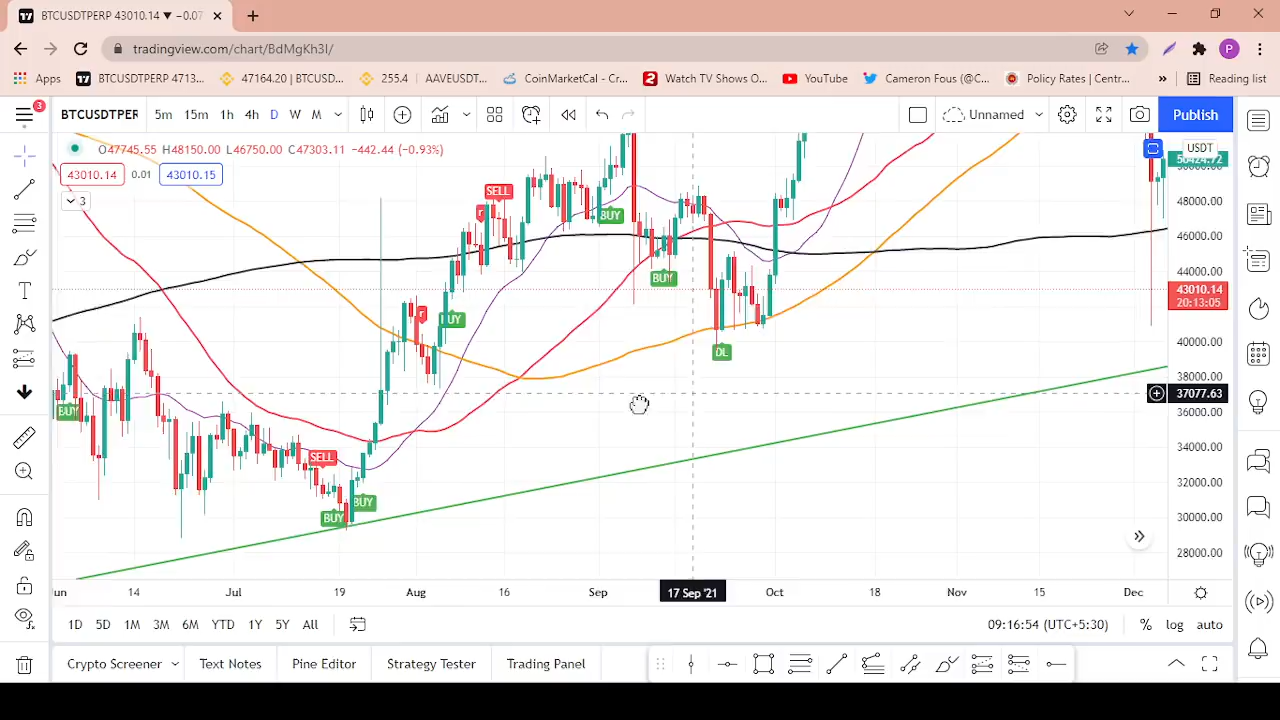 BTCUSDTPERP 43010.14 ▼ −0.07
tradingview.com/chart/BdMgKh3I/
P
Apps
BTCUSDTPERP 4713...
47164.20 | BTCUSD...
255.4
AAVEUSDT...
CoinMarketCal - Cr...
Watch TV Shows O...
YouTube
Cameron Fous (@C...
Policy Rates | Centr...
»
Reading list
3
BTCUSDTPER
5m
15m
1h
4h
D
W
M
Unnamed
Publish
O47745.55 H48150.00 L46750.00 C47303.11 −442.44 (−0.93%)
43010.14
0.01
43010.15
3
USDT
50424.72
48000.00
46000.00
44000.00
43010.14
20:13:05
40000.00
38000.00
37077.63
36000.00
34000.00
32000.00
30000.00
28000.00
SELL
r
BUY
BUY
r
BUY
DL
BUY
SELL
BUY
BUY
14
Jul
19
Aug
16
Sep
17 Sep '21
Oct
18
Nov
15
Dec
1D
5D
1M
3M
6M
YTD
1Y
5Y
All
09:16:54 (UTC+5:30)
%
log
auto
Crypto Screener
Text Notes
Pine Editor
Strategy Tester
Trading Panel